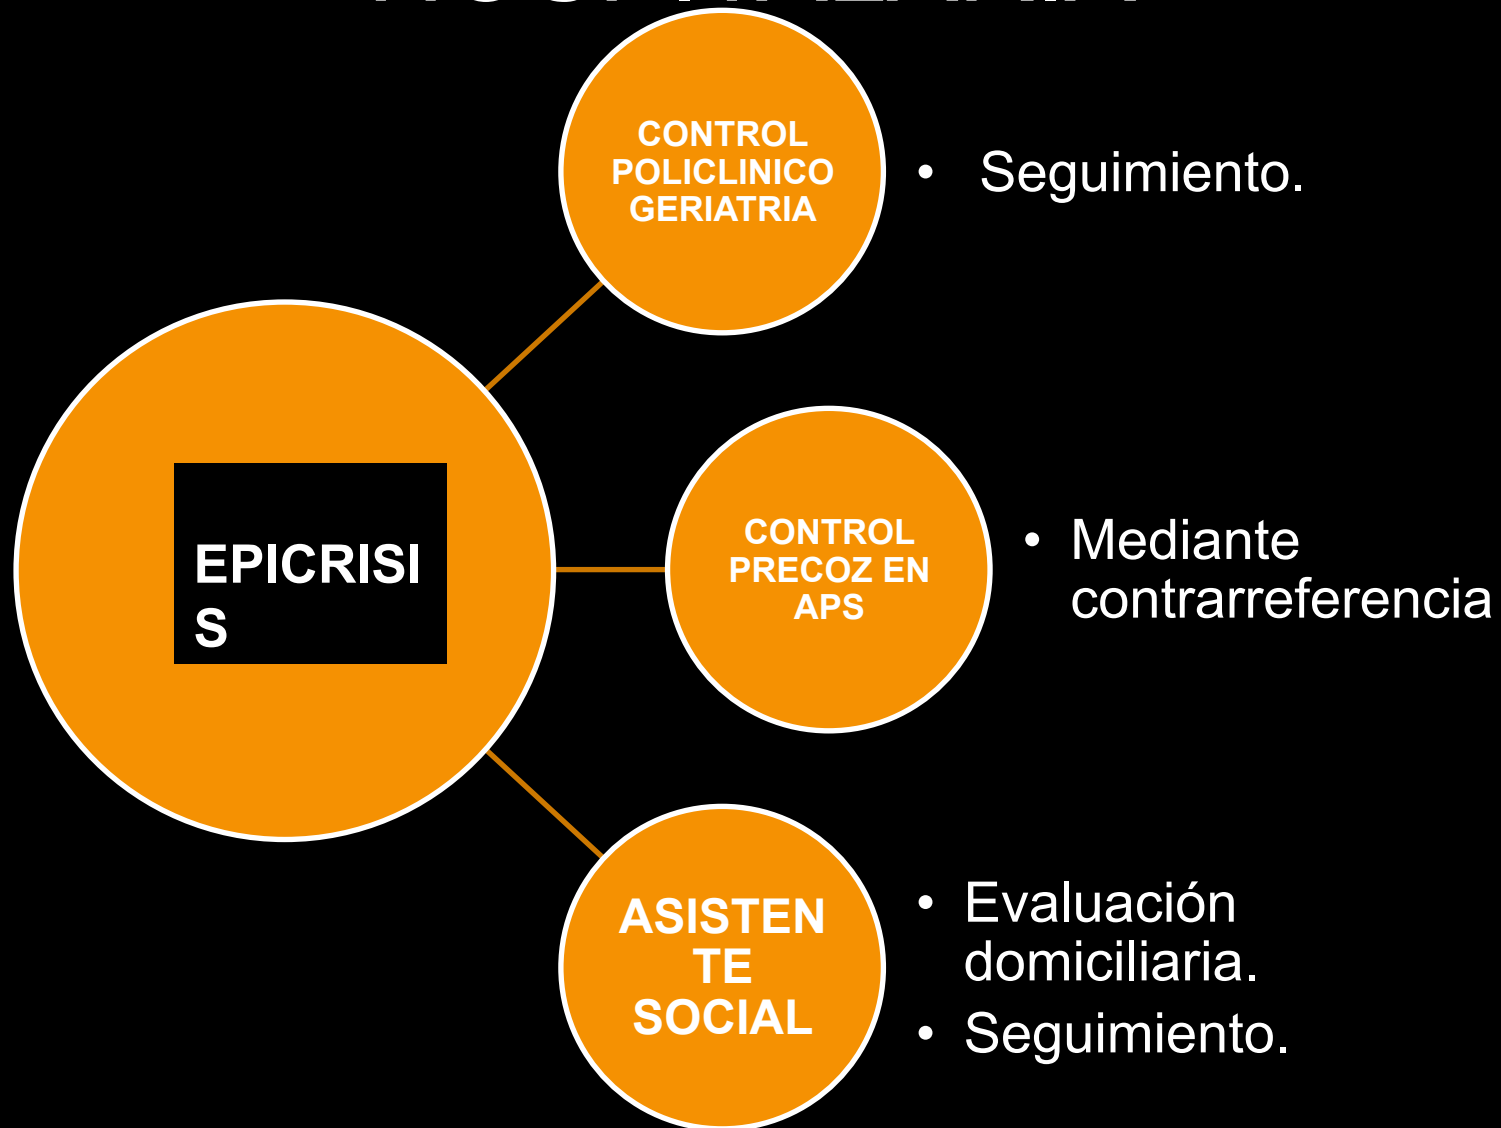 CONTROL
POLICLINICO
GERIATRIA
• Seguimiento.
EPICRISI
S
CONTROL
PRECOZ EN
APS
• Mediante
contrarreferencia
ASISTEN
TE
SOCIAL
• Evaluación
domiciliaria.
• Seguimiento.